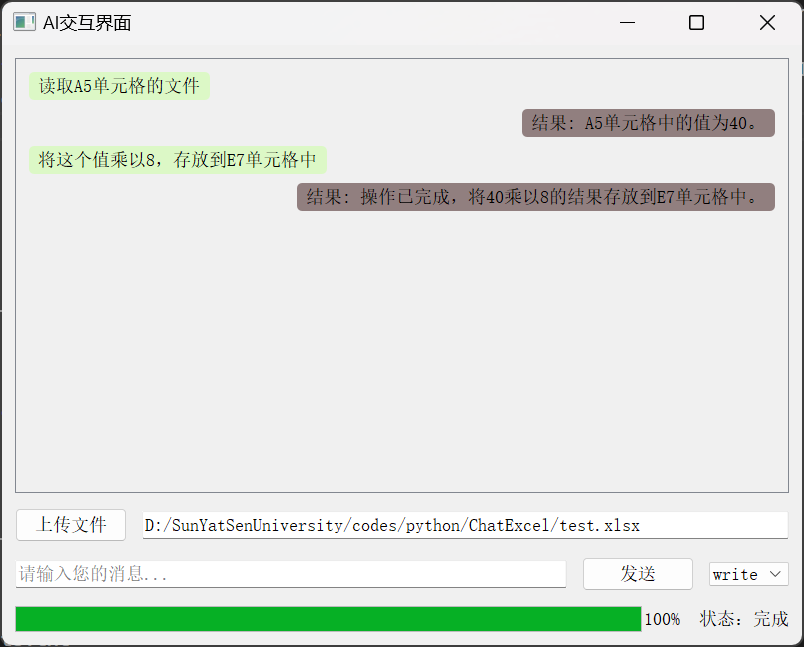 AI交互界面
读取A5单元格的文件
结果: A5单元格中的值为40。
将这个值乘以8，存放到E7单元格中
结果: 操作已完成，将40乘以8的结果存放到E7单元格中。
上传文件 D:/SunYatSenUniversity/codes/python/ChatExcel/test.xlsx
请输入您的消息... 发送 write
100% 状态: 完成